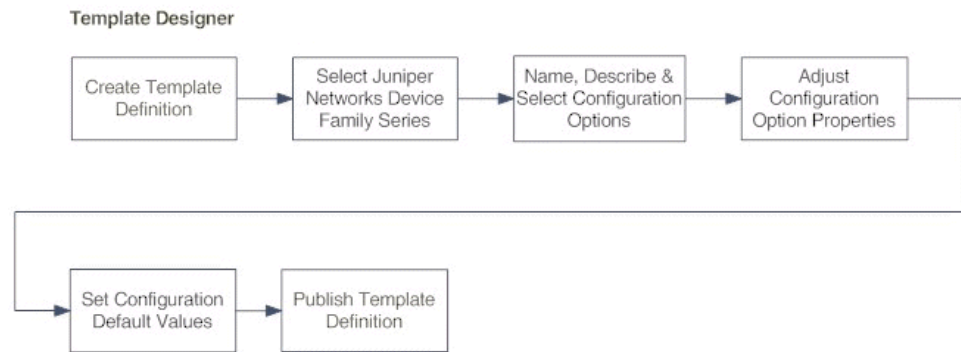 Template Designer
Create Template
Definition
Select Juniper
Networks Device
Family Series
Name, Describe &
Select Configuration
Options
Adjust
Configuration
Option Properties
Set Configuration
Default Values
Publish Template
Definition